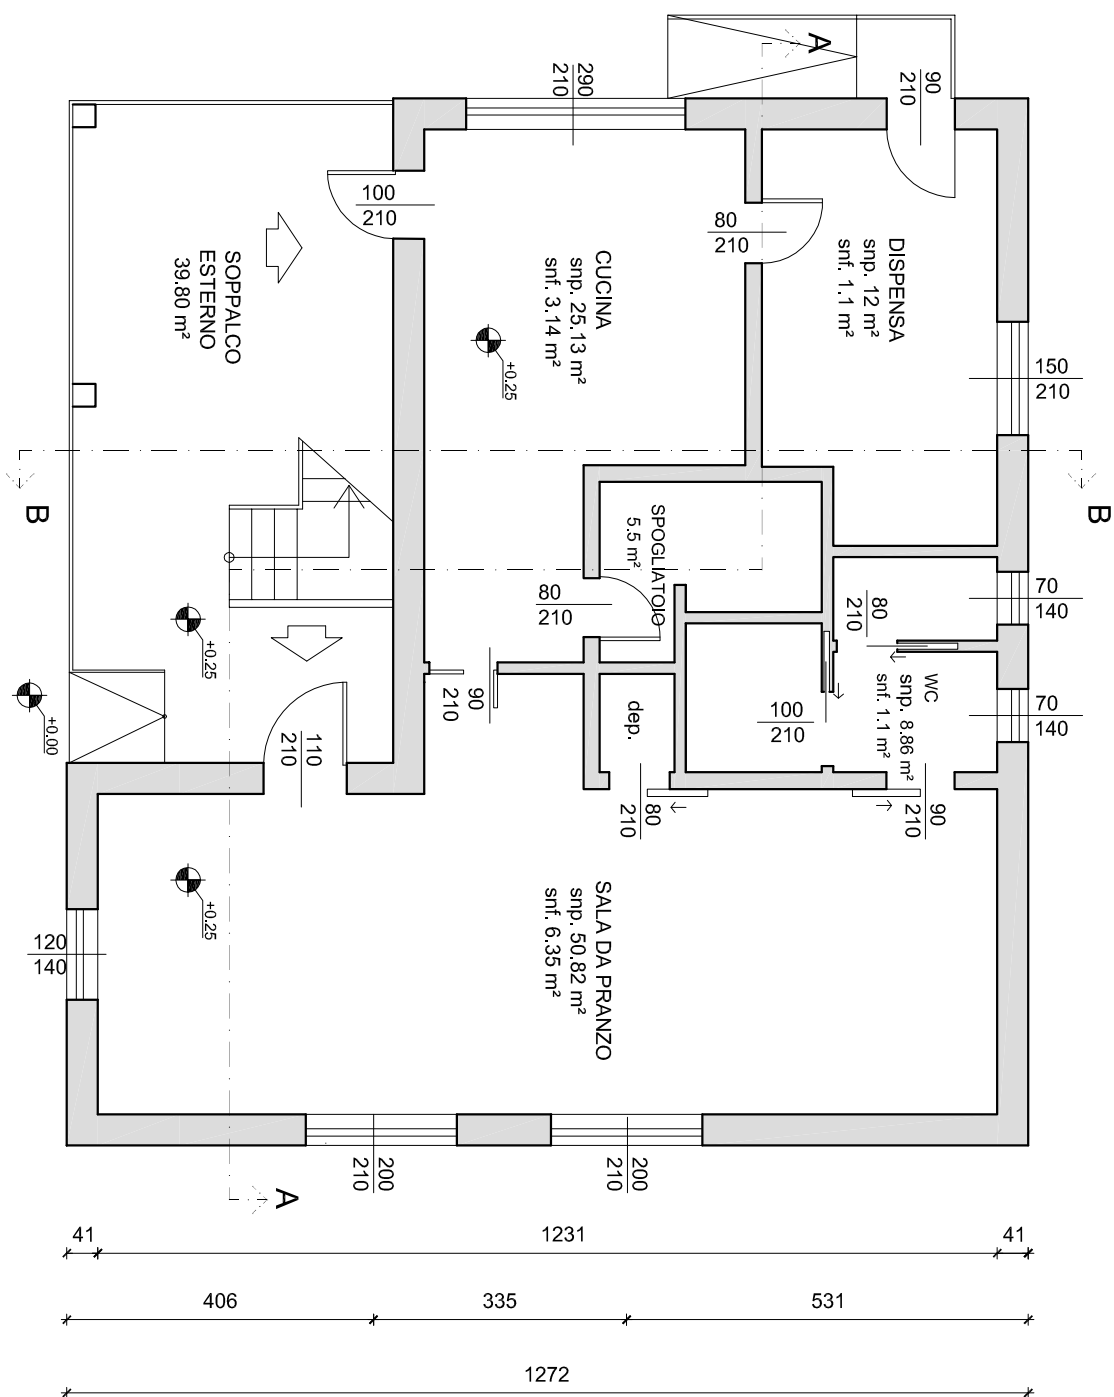 A
90
210
290
210
100
210
80
210
SOPPALCO
ESTERNO
39.80 m²
CUCINA
snp. 25.13 m²
snf. 3.14 m²
DISPENSA
snp. 12 m²
snf. 1.1 m²
+0.25
150
210
B
B
SPOGLIATOIO
5.5 m²
80
210
80
210
70
140
+0.25
+0.00
90
210
dep.
100
210
WC
snp. 8.86 m²
snf. 1.1 m²
70
140
110
210
80
210
90
210
+0.25
SALA DA PRANZO
snp. 50.82 m²
snf. 6.35 m²
120
140
200
210
200
210
A
41
1231
41
406
335
531
1272